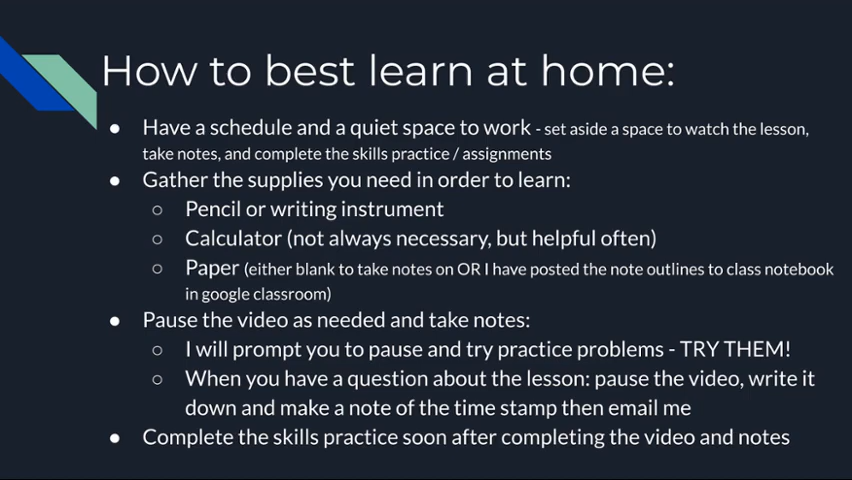 How to best learn at home:
● Have a schedule and a quiet space to work - set aside a space to watch the lesson,
take notes, and complete the skills practice / assignments
● Gather the supplies you need in order to learn:
○ Pencil or writing instrument
○ Calculator (not always necessary, but helpful often)
○ Paper (either blank to take notes on OR I have posted the note outlines to class notebook
in google classroom)
● Pause the video as needed and take notes:
○ I will prompt you to pause and try practice problems - TRY THEM!
○ When you have a question about the lesson: pause the video, write it
down and make a note of the time stamp then email me
● Complete the skills practice soon after completing the video and notes